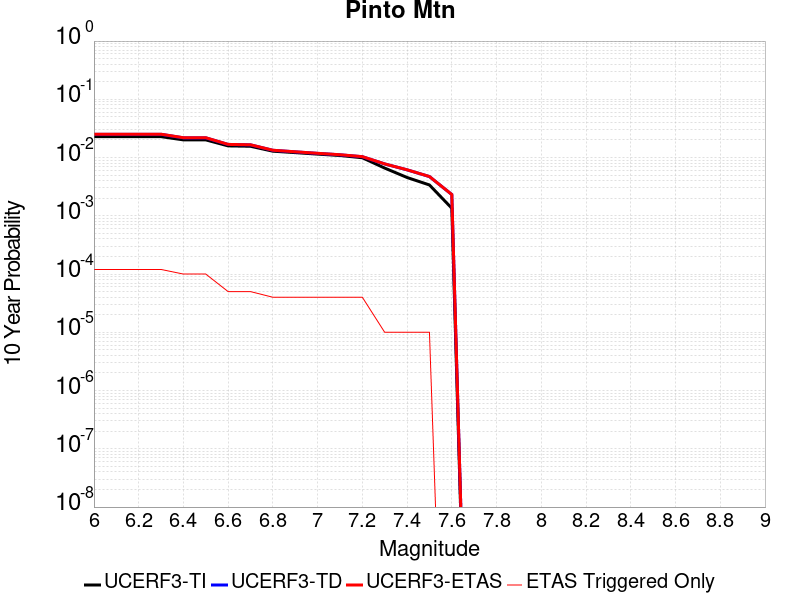 Pinto Mtn
10 Year Probability
10^0
10^-1
10^-2
10^-3
10^-4
10^-5
10^-6
10^-7
10^-8
6 6.2 6.4 6.6 6.8 7 7.2 7.4 7.6 7.8 8 8.2 8.4 8.6 8.8 9
Magnitude
UCERF3-TI UCERF3-TD UCERF3-ETAS ETAS Triggered Only